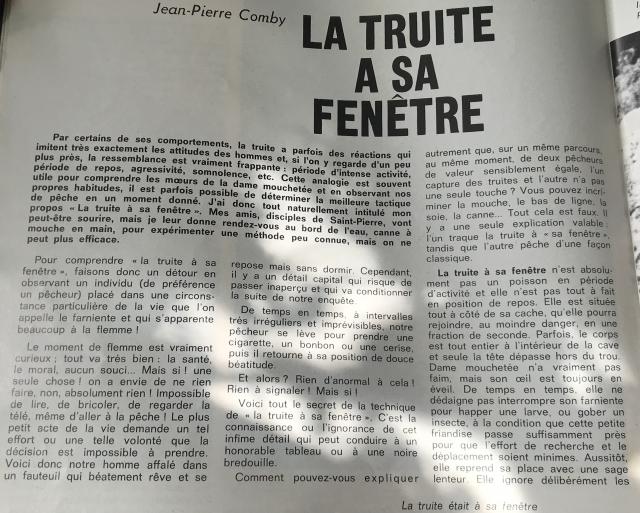 Jean-Pierre Comby
LA TRUITE
A SA
FENÊTRE
Par certains de ses comportements, la truite a parfois des réactions qui
imitent très exactement les attitudes des hommes et, si l'on y regarde d'un peu
plus près, la ressemblance est vraiment frappante : période d'intense activité,
période de repos, agressivité, somnolence, etc. Cette analogie est souvent
utile pour comprendre les mœurs de la dame mouchetée et en observant nos
propres habitudes, il est parfois possible de déterminer la meilleure tactique
de pêche en un moment donné. J'ai donc tout naturellement intitulé mon
propos « La truite à sa fenêtre ». Mes amis, disciples de Saint-Pierre, vont
peut-être sourire, mais je leur donne rendez-vous au bord de l'eau, canne à
mouche en main, pour expérimenter une méthode peu connue, mais on ne
peut plus efficace.
Pour comprendre « la truite à sa
fenêtre », faisons donc un détour en
observant un individu (de préférence
un pêcheur) placé dans une circons-
tance particulière de la vie que l'on
appelle le farniente et qui s'apparente
beaucoup à la flemme !
Le moment de flemme est vraiment
curieux ; tout va très bien : la santé,
le moral, aucun souci... Mais si ! une
seule chose ! on a envie de ne rien
faire, non, absolument rien ! Impossible
de lire, de bricoler, de regarder la
télé, même d'aller à la pêche ! Le plus
petit acte de la vie demande un tel
effort ou une telle volonté que la
décision est impossible à prendre.
Voici donc notre homme affalé dans
un fauteuil qui béatement rêve et se
repose mais sans dormir. Cependant,
il y a un détail capital qui risque de
passer inaperçu et qui va conditionner
la suite de notre enquête.
De temps en temps, à intervalles
très irréguliers et imprévisibles, notre
pêcheur se lève pour prendre une
cigarette, un bonbon ou une cerise,
puis il retourne à sa position de douce
béatitude.
Et alors ? Rien d'anormal à cela !
Rien à signaler ! Mais si !
Voici tout le secret de la technique
de « la truite à sa fenêtre ». C'est la
connaissance ou l'ignorance de cet
infime détail qui peut conduire à un
honorable tableau ou à une noire
bredouille.
Comment pouvez-vous expliquer
autrement que, sur un même parcours,
au même moment, de deux pêcheurs
de valeur sensiblement égale, l'un
capture des truites et l'autre n'a pas
une seule touche ? Vous pouvez incri-
miner la mouche, le bas de ligne, la
soie, la canne... Tout cela est faux. Il
y a une seule explication valable :
l'un traque la truite à « sa fenêtre »,
tandis que l'autre pêche d'une façon
classique.
La truite à sa fenêtre n'est absolu-
ment pas un poisson en période
d'activité et elle n'est pas tout à fait
en position de repos. Elle est située
tout à côté de sa cache, qu'elle pourra
rejoindre, au moindre danger, en une
fraction de seconde. Parfois, le corps
est tout entier à l'intérieur de la cave
et seule la tête dépasse hors du trou.
Dame mouchetée n'a vraiment pas
faim, mais son œil est toujours en
éveil. De temps en temps, elle ne
dédaigne pas interrompre son farniente
pour happer une larve, ou gober un
insecte, à la condition que cette petite
friandise passe suffisamment près
pour que l'effort de recherche et le
déplacement soient minimes. Aussitôt,
elle reprend sa place avec une sage
lenteur. Elle ignore délibérément les
La truite était à sa fenêtre